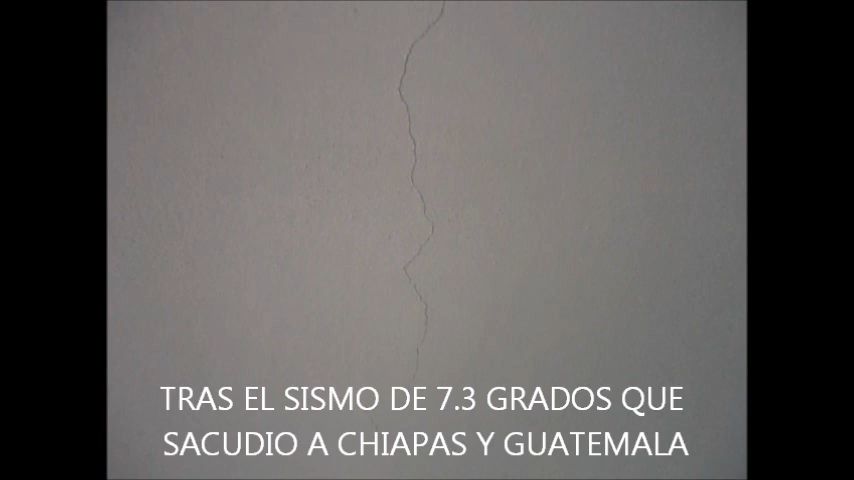 TRAS EL SISMO DE 7.3 GRADOS QUE
SACUDIO A CHIAPAS Y GUATEMALA